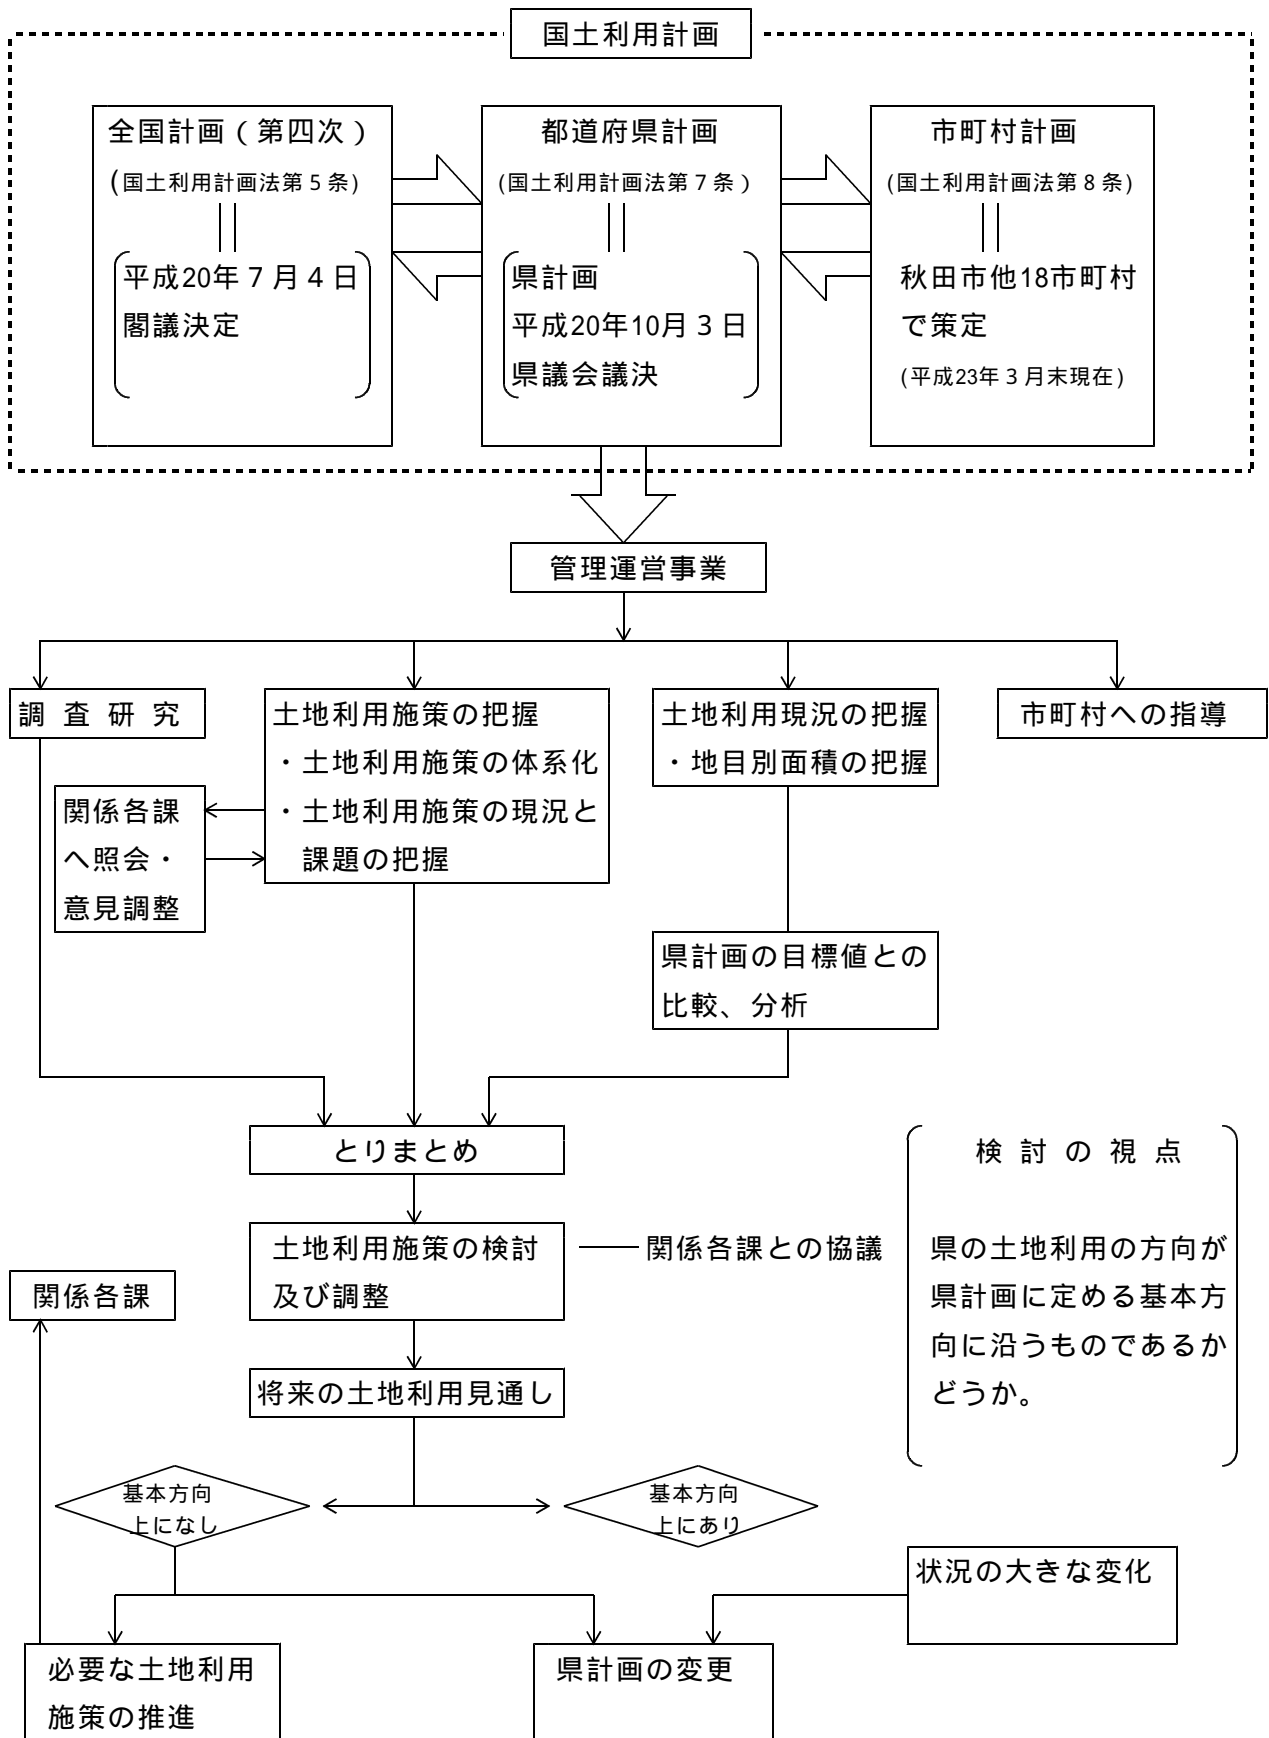 国土利用計画
全国計画（第四次）
(国土利用計画法第５条)
平成20年７月４日
閣議決定
都道府県計画
(国土利用計画法第７条）
県計画
平成20年10月３日
県議会議決
市町村計画
(国土利用計画法第８条)
秋田市他18市町村
で策定
(平成23年３月末現在)
管理運営事業
調査研究
土地利用施策の把握
・土地利用施策の体系化
・土地利用施策の現況と
課題の把握
関係各課
へ照会・
意見調整
土地利用現況の把握
・地目別面積の把握
市町村への指導
県計画の目標値との
比較、分析
とりまとめ
検討の視点
県の土地利用の方向が
県計画に定める基本方
向に沿うものであるか
どうか。
土地利用施策の検討
及び調整
関係各課との協議
関係各課
将来の土地利用見通し
基本方向
上になし
基本方向
上にあり
状況の大きな変化
必要な土地利用
施策の推進
県計画の変更